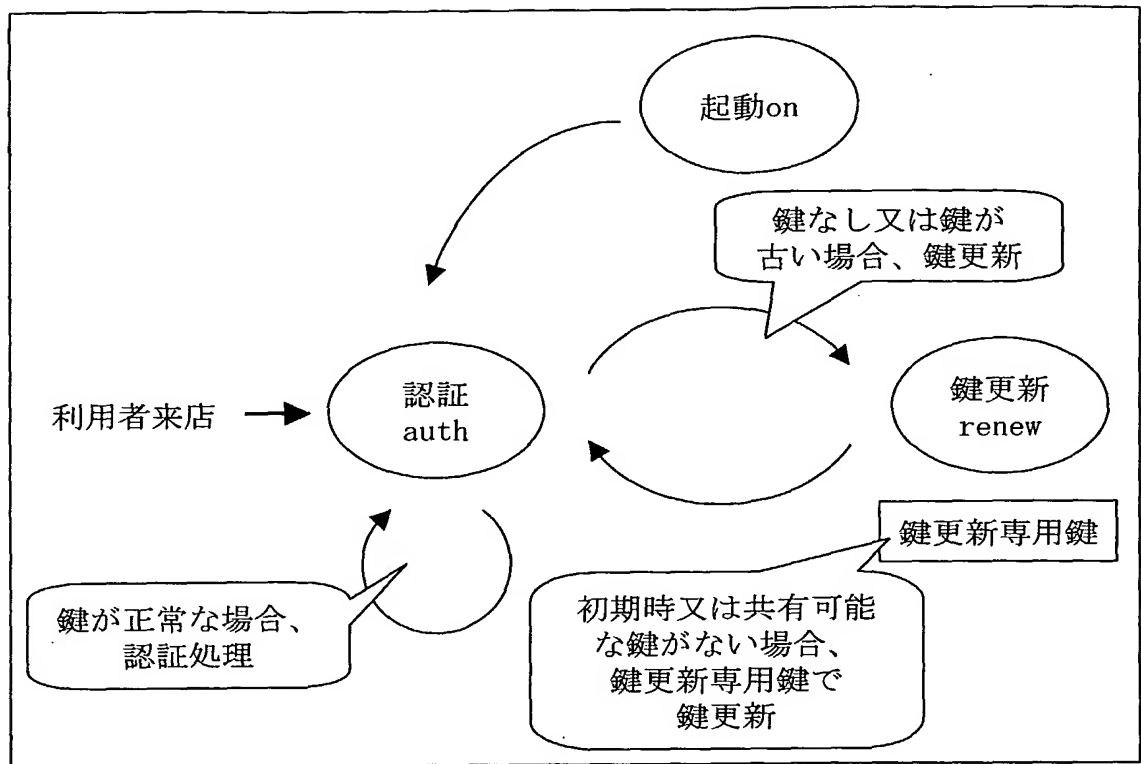 起動on
鍵なし又は鍵が
古い場合、鍵更新
利用者来店
認証
auth
鍵更新
renew
鍵更新専用鍵
鍵が正常な場合、
認証処理
初期時又は共有可能
な鍵がない場合、
鍵更新専用鍵で
鍵更新